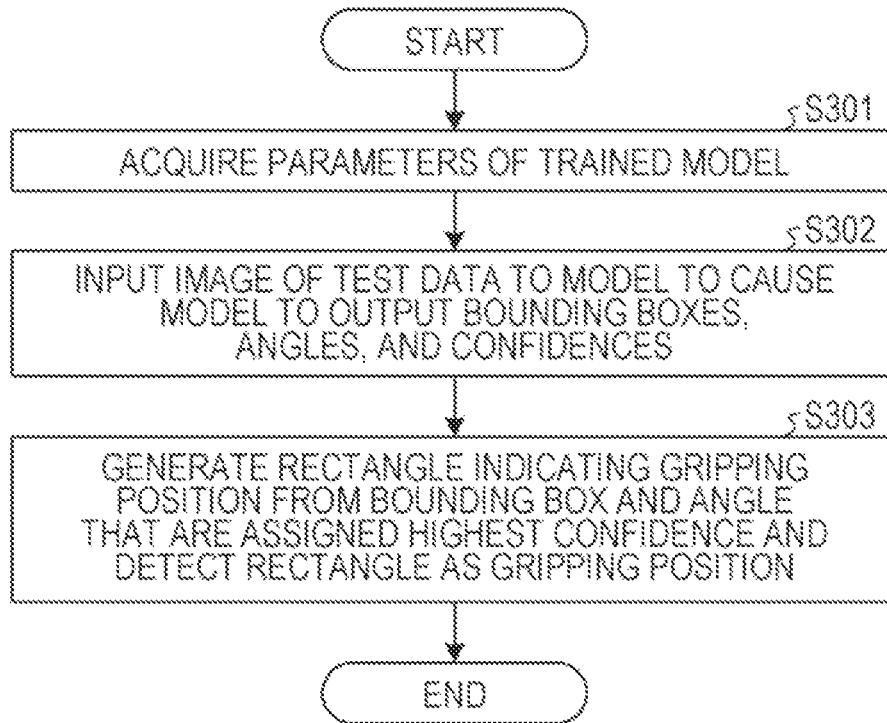 START
S301
ACQUIRE PARAMETERS OF TRAINED MODEL
S302
INPUT IMAGE OF TEST DATA TO MODEL TO CAUSE
MODEL TO OUTPUT BOUNDING BOXES,
ANGLES, AND CONFIDENCES
S303
GENERATE RECTANGLE INDICATING GRIPPING
POSITION FROM BOUNDING BOX AND ANGLE
THAT ARE ASSIGNED HIGHEST CONFIDENCE AND
DETECT RECTANGLE AS GRIPPING POSITION
END